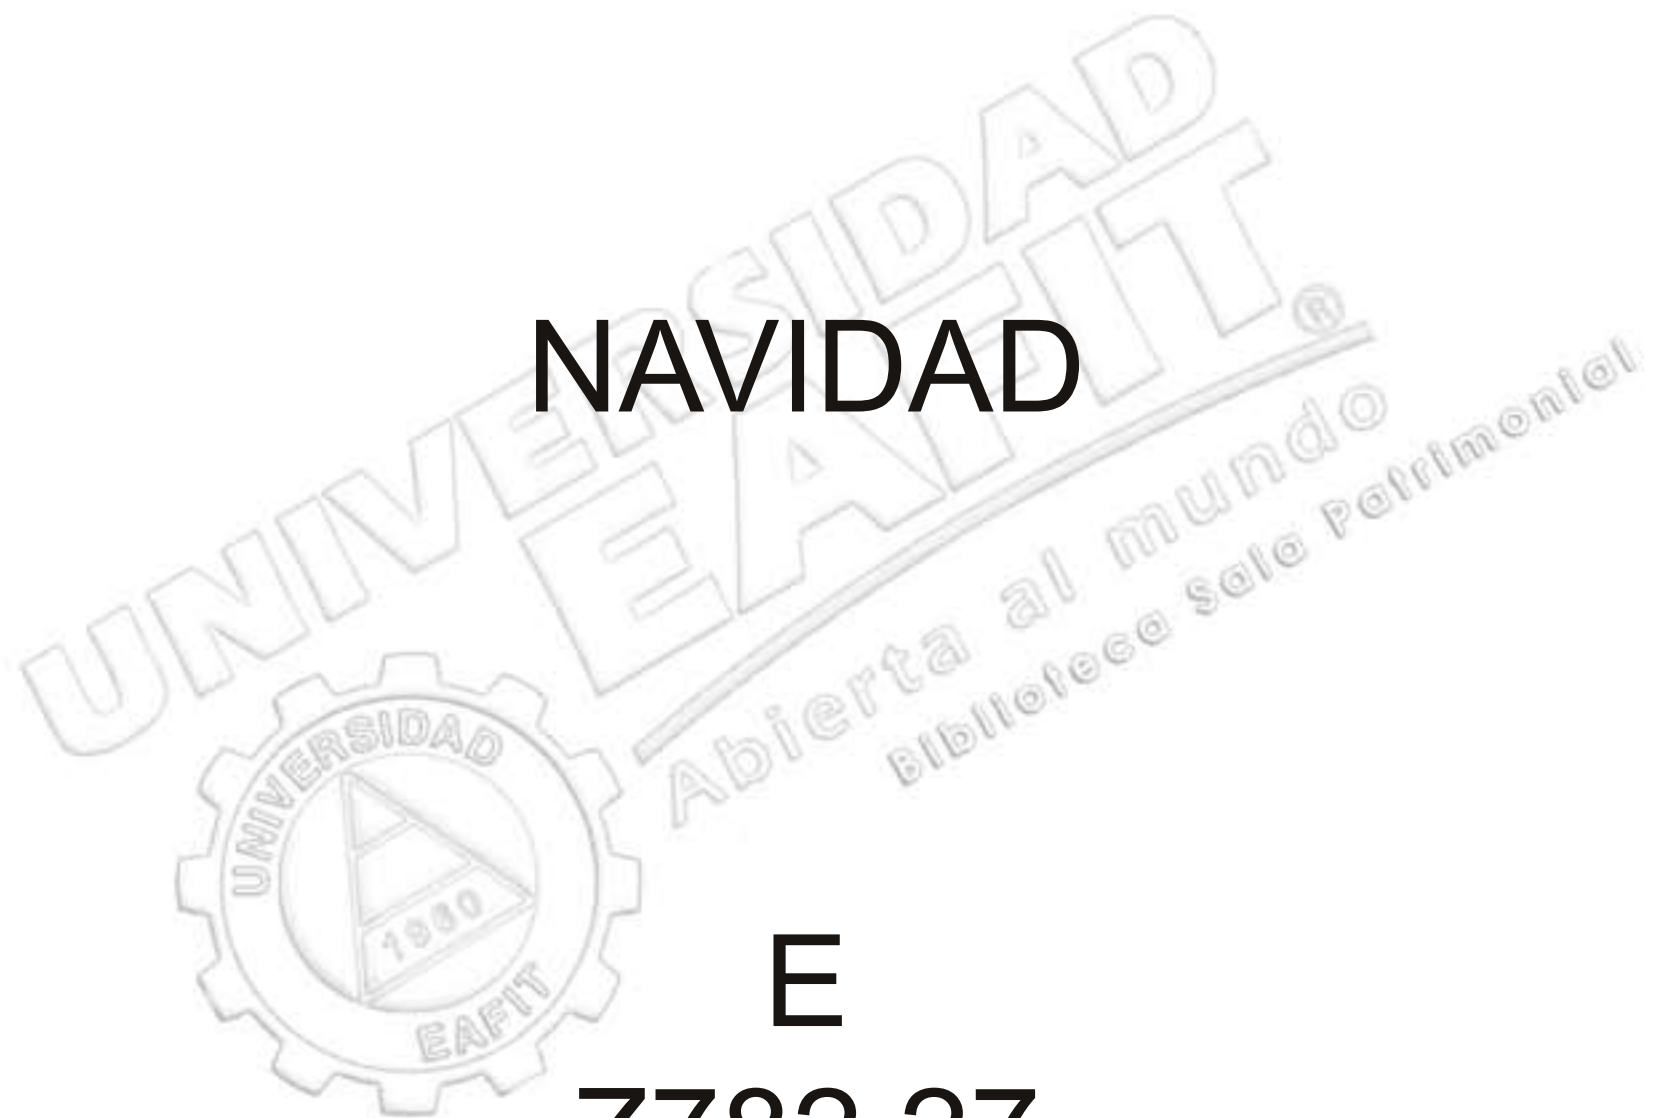 NAVIDAD
E
UNIVERSIDAD
EAFIT®
Abierta al mundo
Biblioteca Sala Patrimonial
UNIVERSIDAD
1960
EAFIT